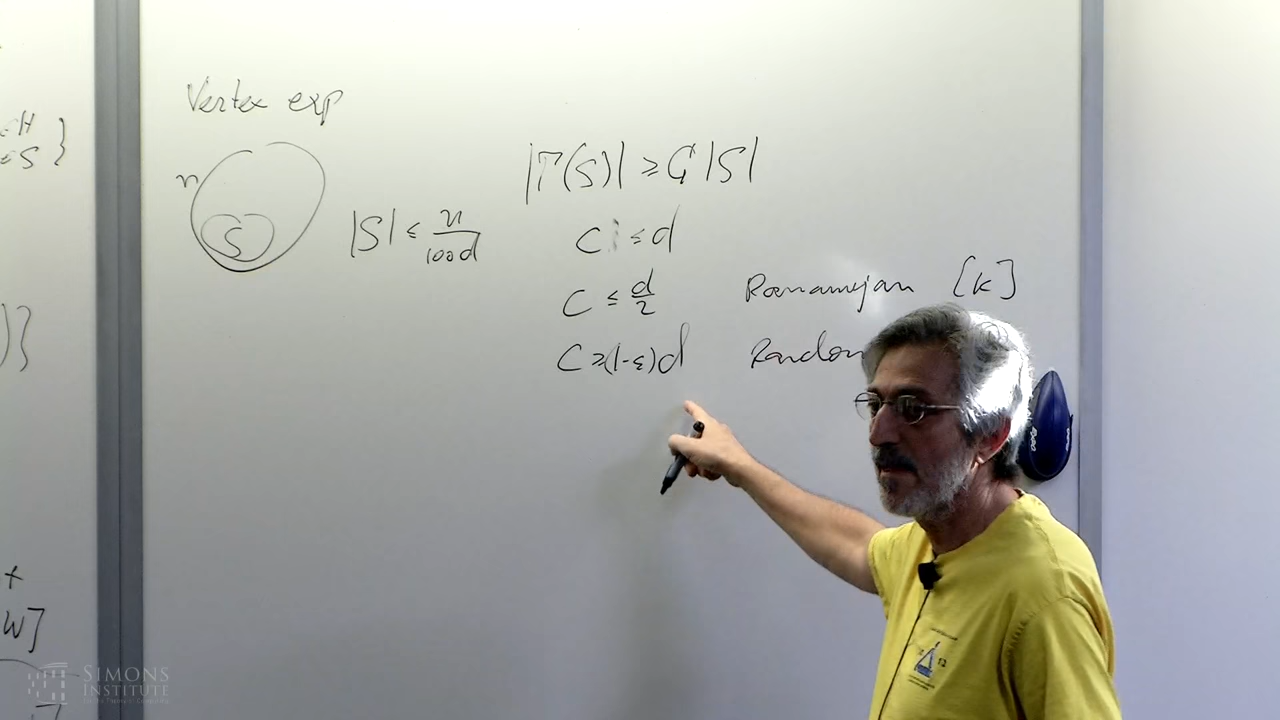 Vertex exp
∈H
∈S }
n
S
|S| ≤ n/100d
|Γ(S)| ≥ C |S|
C ≤ d
C ≤ d/2 Ramanujan [K]
C ≥ (1-ε)d Random
)}
+
W]
SIMONS
INSTITUTE